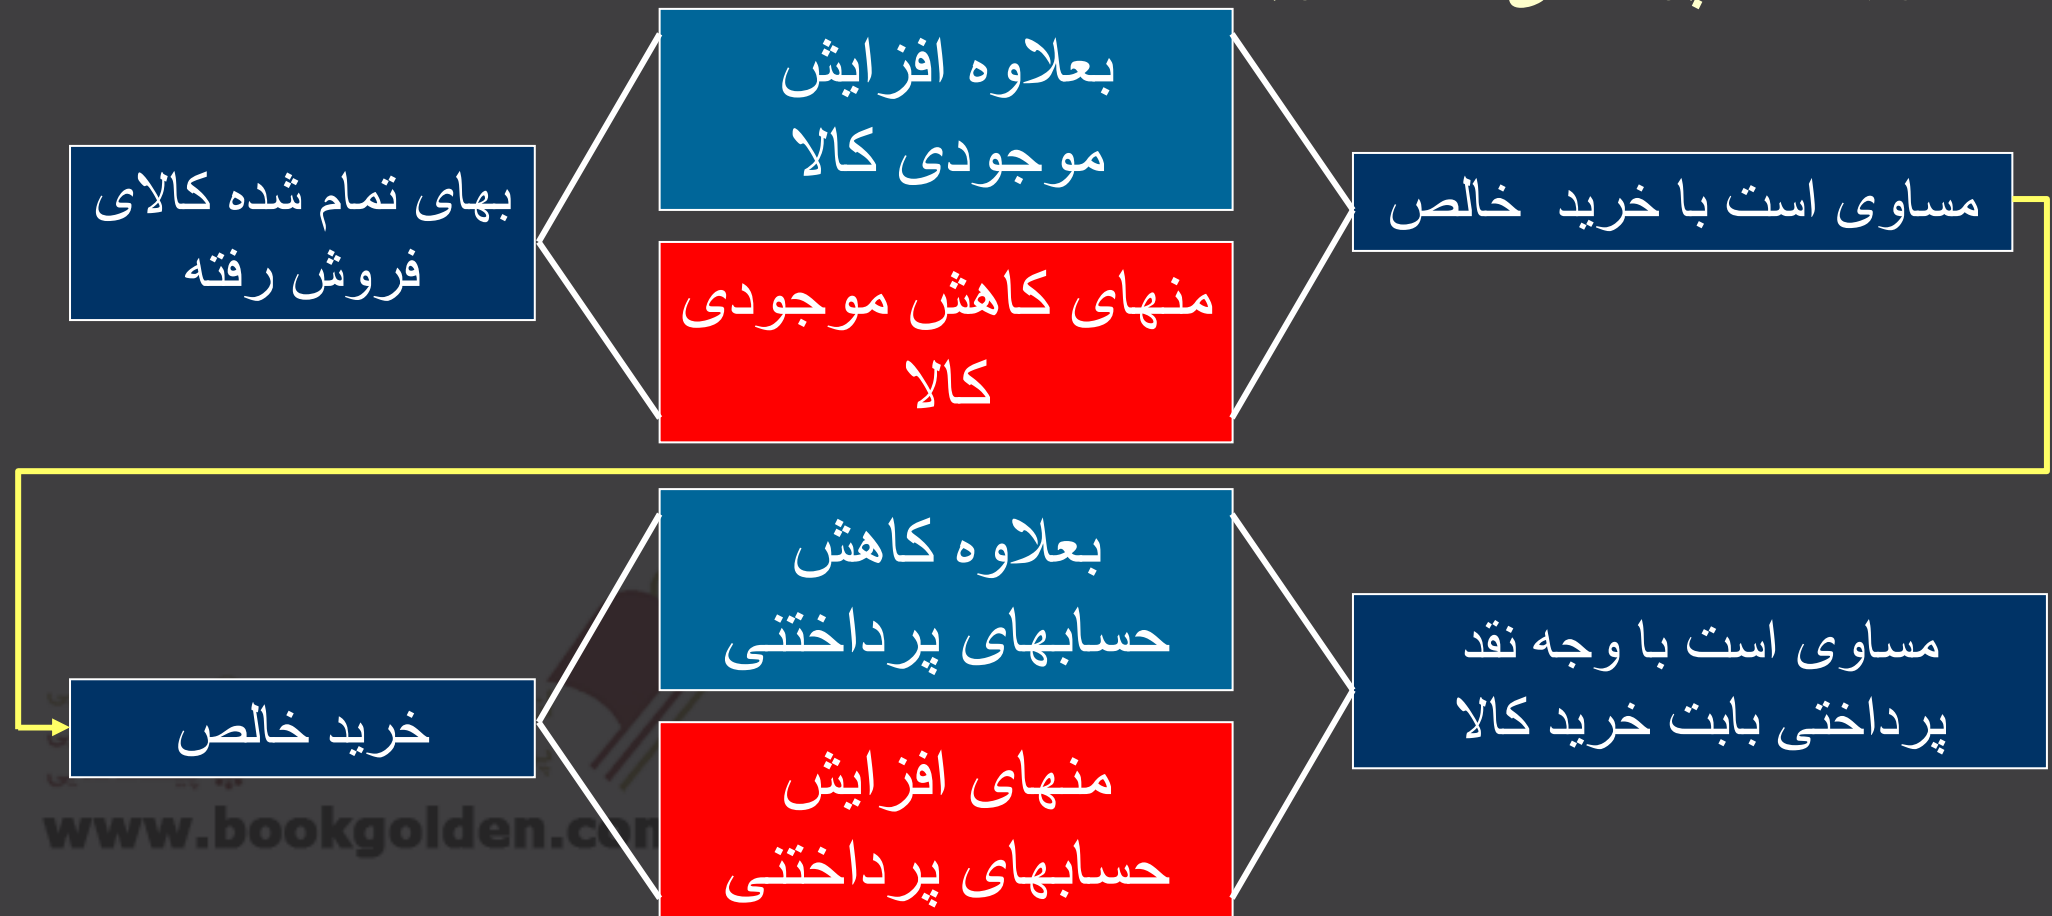 بعلاوه افزایش
موجودی کالا
بهای تمام شده کالای
فروش رفته
مساوی است با خرید خالص
منهای کاهش موجودی
کالا
بعلاوه کاهش
حسابهای پرداختنی
خرید خالص
مساوی است با وجه نقد
پرداختی بابت خرید کالا
منهای افزایش
حسابهای پرداختنی
www.bookgolden.com